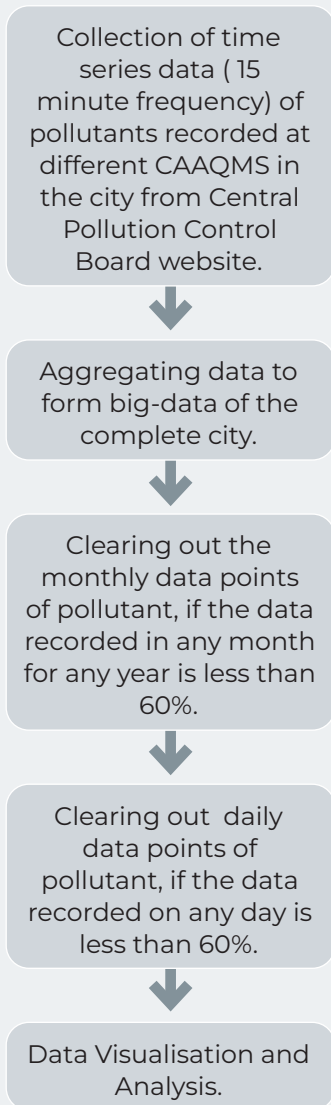 Collection of time
series data ( 15
minute frequency) of
pollutants recorded at
different CAAQMS in
the city from Central
Pollution Control
Board website.
Aggregating data to
form big-data of the
complete city.
Clearing out the
monthly data points
of pollutant, if the data
recorded in any month
for any year is less than
60%.
Clearing out daily
data points of
pollutant, if the data
recorded on any day is
less than 60%.
Data Visualisation and
Analysis.